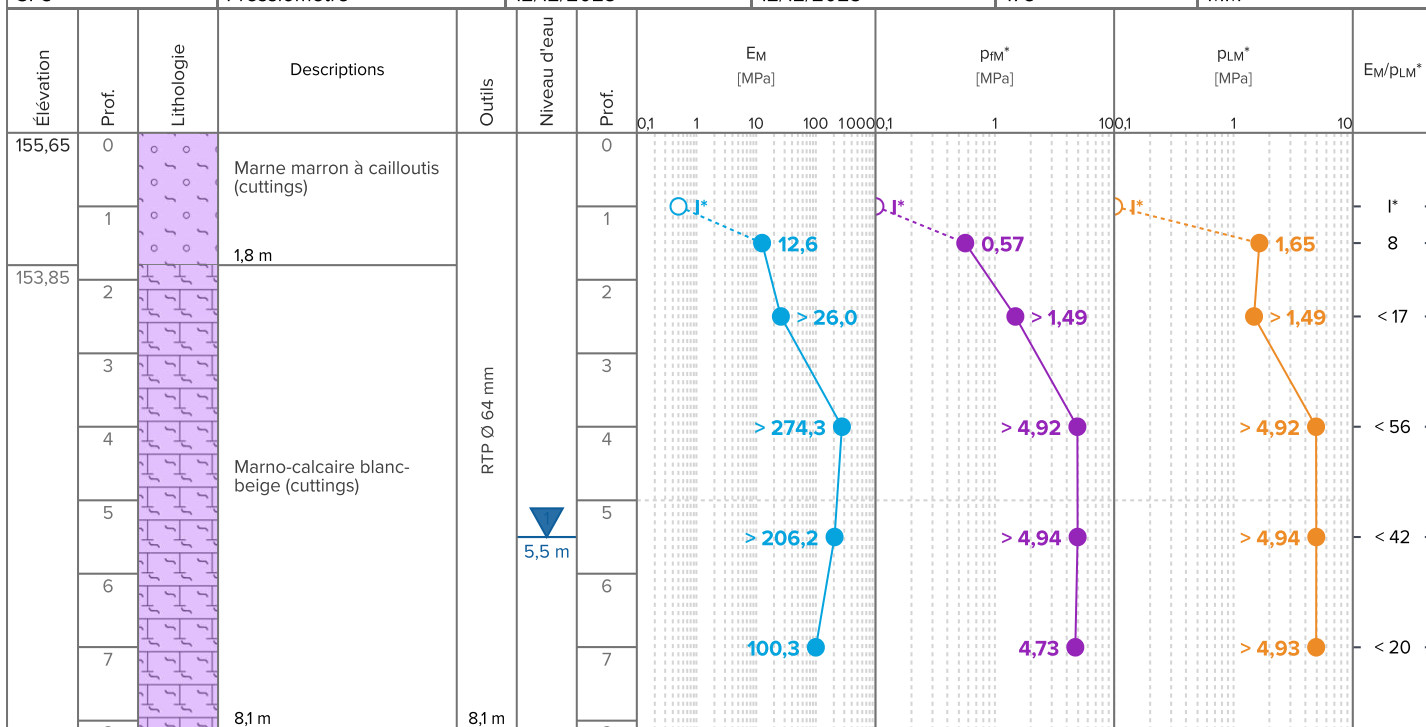 Élévation
Prof.
Lithologie
Descriptions
Outils
Niveau d'eau
Prof.
EM
[MPa]
pfM*
[MPa]
pLM*
[MPa]
EM/pLM*
0,1 1 10 100 1000
0,1 1 10
0,1 1 10
155,65
0
0
Marne marron à cailloutis
(cuttings)
1
1
I*
I*
I*
I*
12,6
0,57
1,65
8
1,8 m
153,85
2
2
> 26,0
> 1,49
> 1,49
< 17
3
3
RTP Ø 64 mm
> 274,3
> 4,92
> 4,92
< 56
4
4
Marno-calcaire blanc-
beige (cuttings)
5
5
1
> 206,2
> 4,94
> 4,94
< 42
5,5 m
6
6
100,3
4,73
> 4,93
< 20
7
7
8,1 m
8,1 m